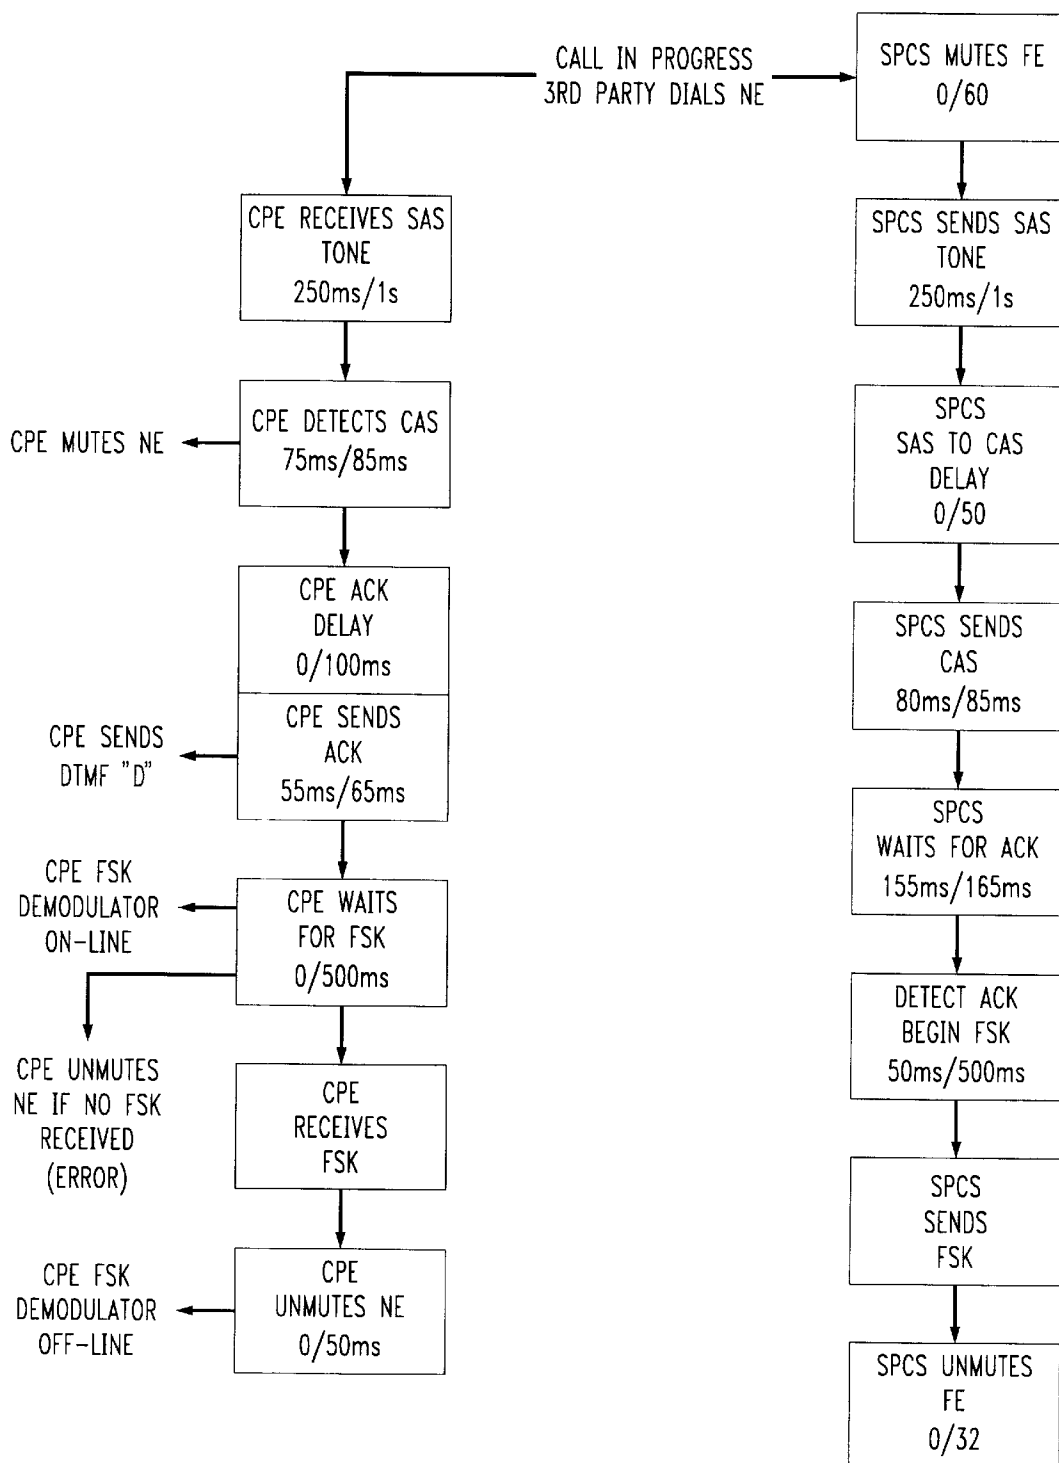 CALL IN PROGRESS
3RD PARTY DIALS NE
SPCS MUTES FE
0/60
CPE RECEIVES SAS
TONE
250ms/1s
SPCS SENDS SAS
TONE
250ms/1s
CPE MUTES NE
CPE DETECTS CAS
75ms/85ms
SPCS
SAS TO CAS
DELAY
0/50
CPE ACK
DELAY
0/100ms
SPCS SENDS
CAS
80ms/85ms
CPE SENDS
DTMF "D"
CPE SENDS
ACK
55ms/65ms
SPCS
WAITS FOR ACK
155ms/165ms
CPE FSK
DEMODULATOR
ON-LINE
CPE WAITS
FOR FSK
0/500ms
DETECT ACK
BEGIN FSK
50ms/500ms
CPE UNMUTES
NE IF NO FSK
RECEIVED
(ERROR)
CPE
RECEIVES
FSK
SPCS
SENDS
FSK
CPE FSK
DEMODULATOR
OFF-LINE
CPE
UNMUTES NE
0/50ms
SPCS UNMUTES
FE
0/32